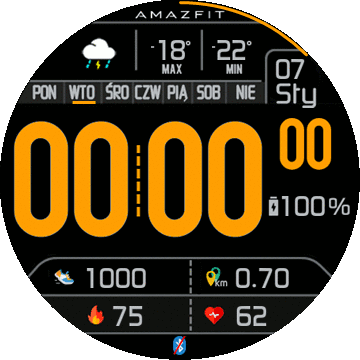 AMAZFIT
-18° -22°
MAX MIN
07
Sty
PON WTO ŚRO CZW PIĄ SOB NIE
00:00 00
100%
1000 km 0.70
75 62